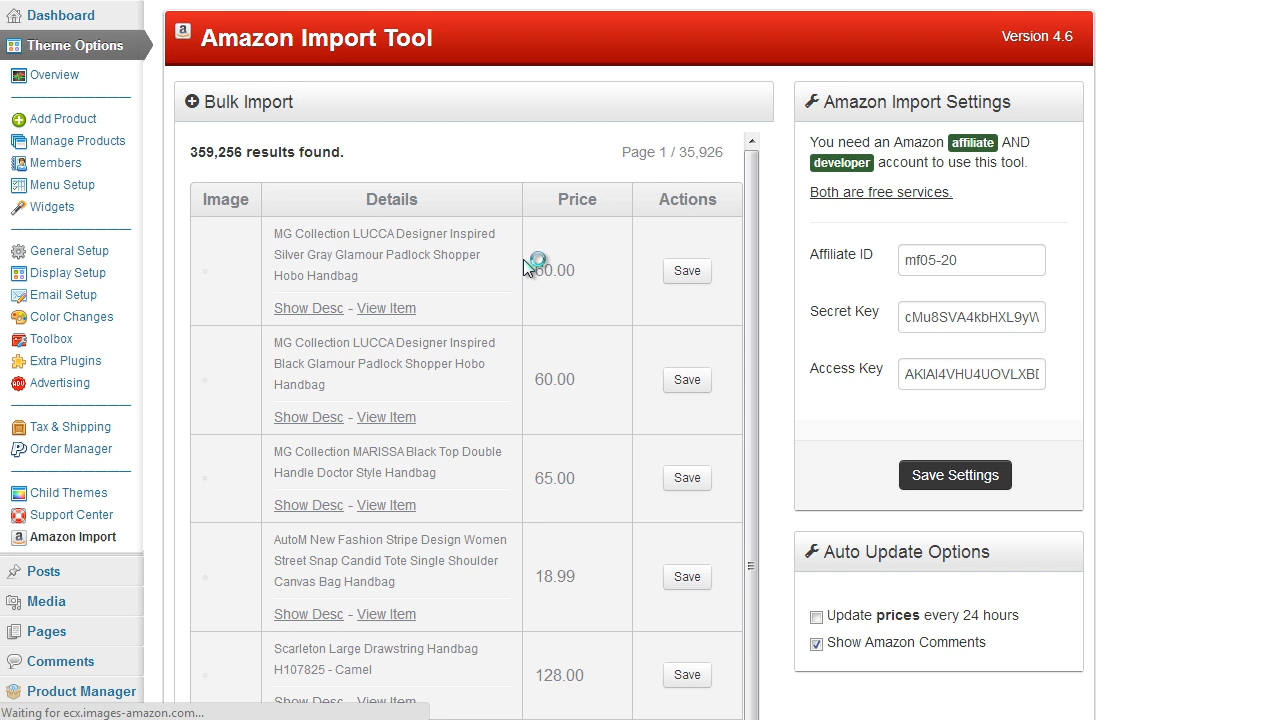 Dashboard
Theme Options
Overview
Add Product
Manage Products
Members
Menu Setup
Widgets
General Setup
Display Setup
Email Setup
Color Changes
Toolbox
Extra Plugins
Advertising
Tax & Shipping
Order Manager
Child Themes
Support Center
Amazon Import
Posts
Media
Pages
Comments
Product Manager
Waiting for ecx.images-amazon.com...
Amazon Import Tool
Version 4.6
Bulk Import
359,256 results found.
Page 1 / 35,926
Image Details Price Actions
MG Collection LUCCA Designer Inspired
Silver Gray Glamour Padlock Shopper
Hobo Handbag
Show Desc - View Item
60.00
Save
MG Collection LUCCA Designer Inspired
Black Glamour Padlock Shopper Hobo
Handbag
Show Desc - View Item
60.00
Save
MG Collection MARISSA Black Top Double
Handle Doctor Style Handbag
Show Desc - View Item
65.00
Save
AutoM New Fashion Stripe Design Women
Street Snap Candid Tote Single Shoulder
Canvas Bag Handbag
Show Desc - View Item
18.99
Save
Scarleton Large Drawstring Handbag
H107825 - Camel
Show Desc - View Item
128.00
Save
Amazon Import Settings
You need an Amazon affiliate AND
developer account to use this tool.
Both are free services.
Affiliate ID mf05-20
Secret Key
Access Key
Save Settings
Auto Update Options
Update prices every 24 hours
Show Amazon Comments